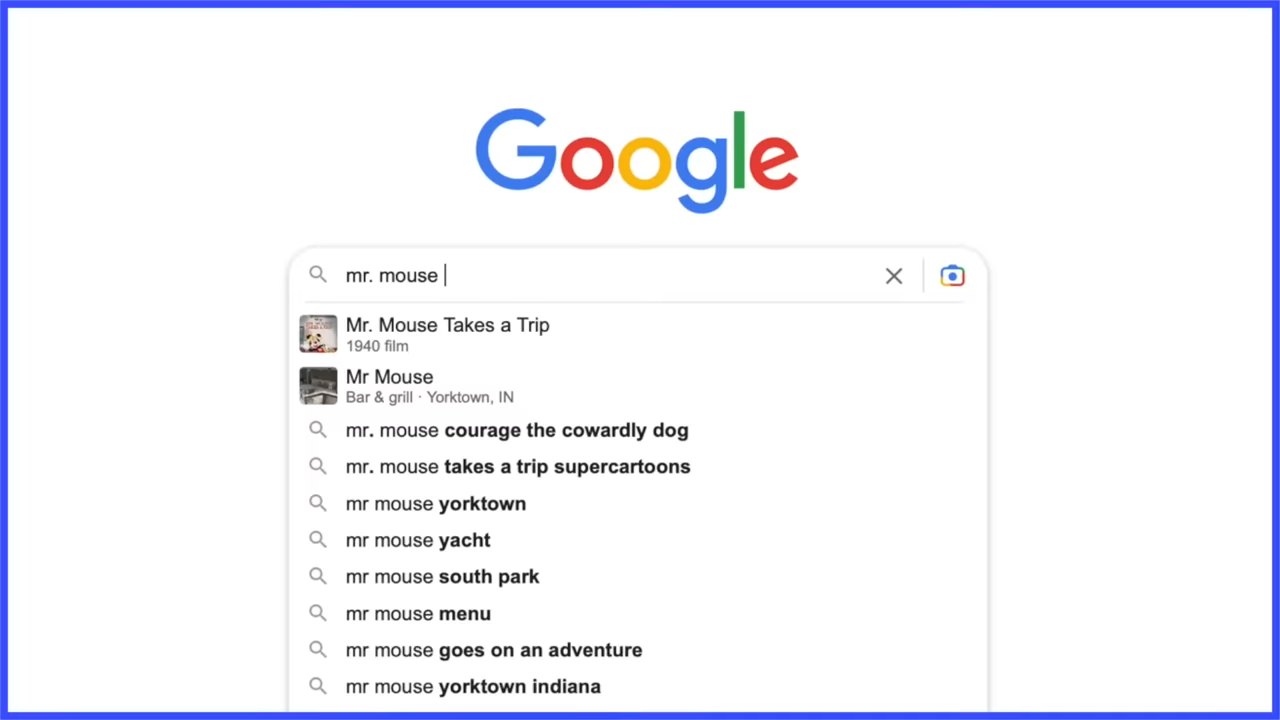 Google
mr. mouse
Mr. Mouse Takes a Trip
1940 film
Mr Mouse
Bar & grill · Yorktown, IN
mr. mouse courage the cowardly dog
mr. mouse takes a trip supercartoons
mr mouse yorktown
mr mouse yacht
mr mouse south park
mr mouse menu
mr mouse goes on an adventure
mr mouse yorktown indiana